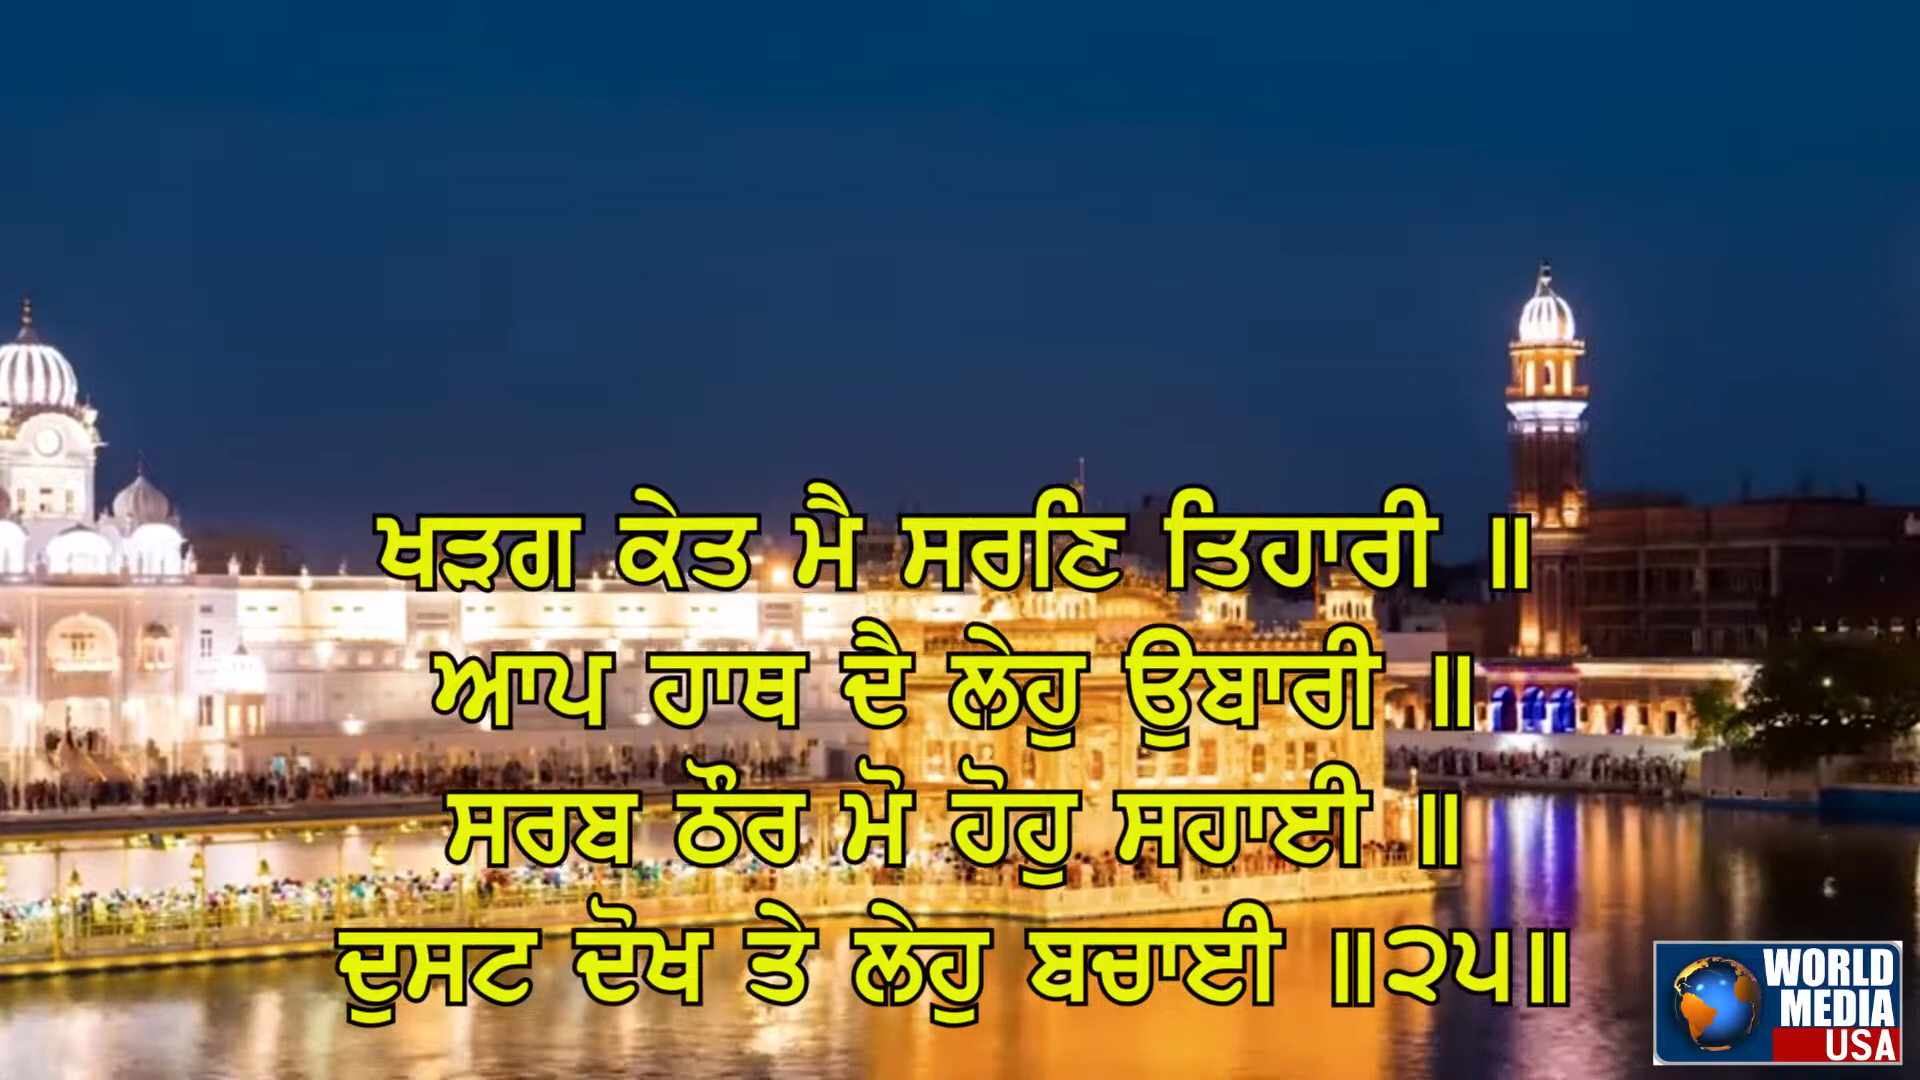 ਖੜਗ ਕੇਤ ਮੈ ਸਰਣਿ ਤਿਹਾਰੀ ॥
ਆਪ ਹਾਥ ਦੈ ਲੇਹੁ ਉਬਾਰੀ ॥
ਸਰਬ ਠੌਰ ਮੋ ਹੋਹੁ ਸਹਾਈ ॥
ਦੁਸਟ ਦੋਖ ਤੇ ਲੇਹੁ ਬਚਾਈ ॥੨੫॥
WORLD
MEDIA
USA